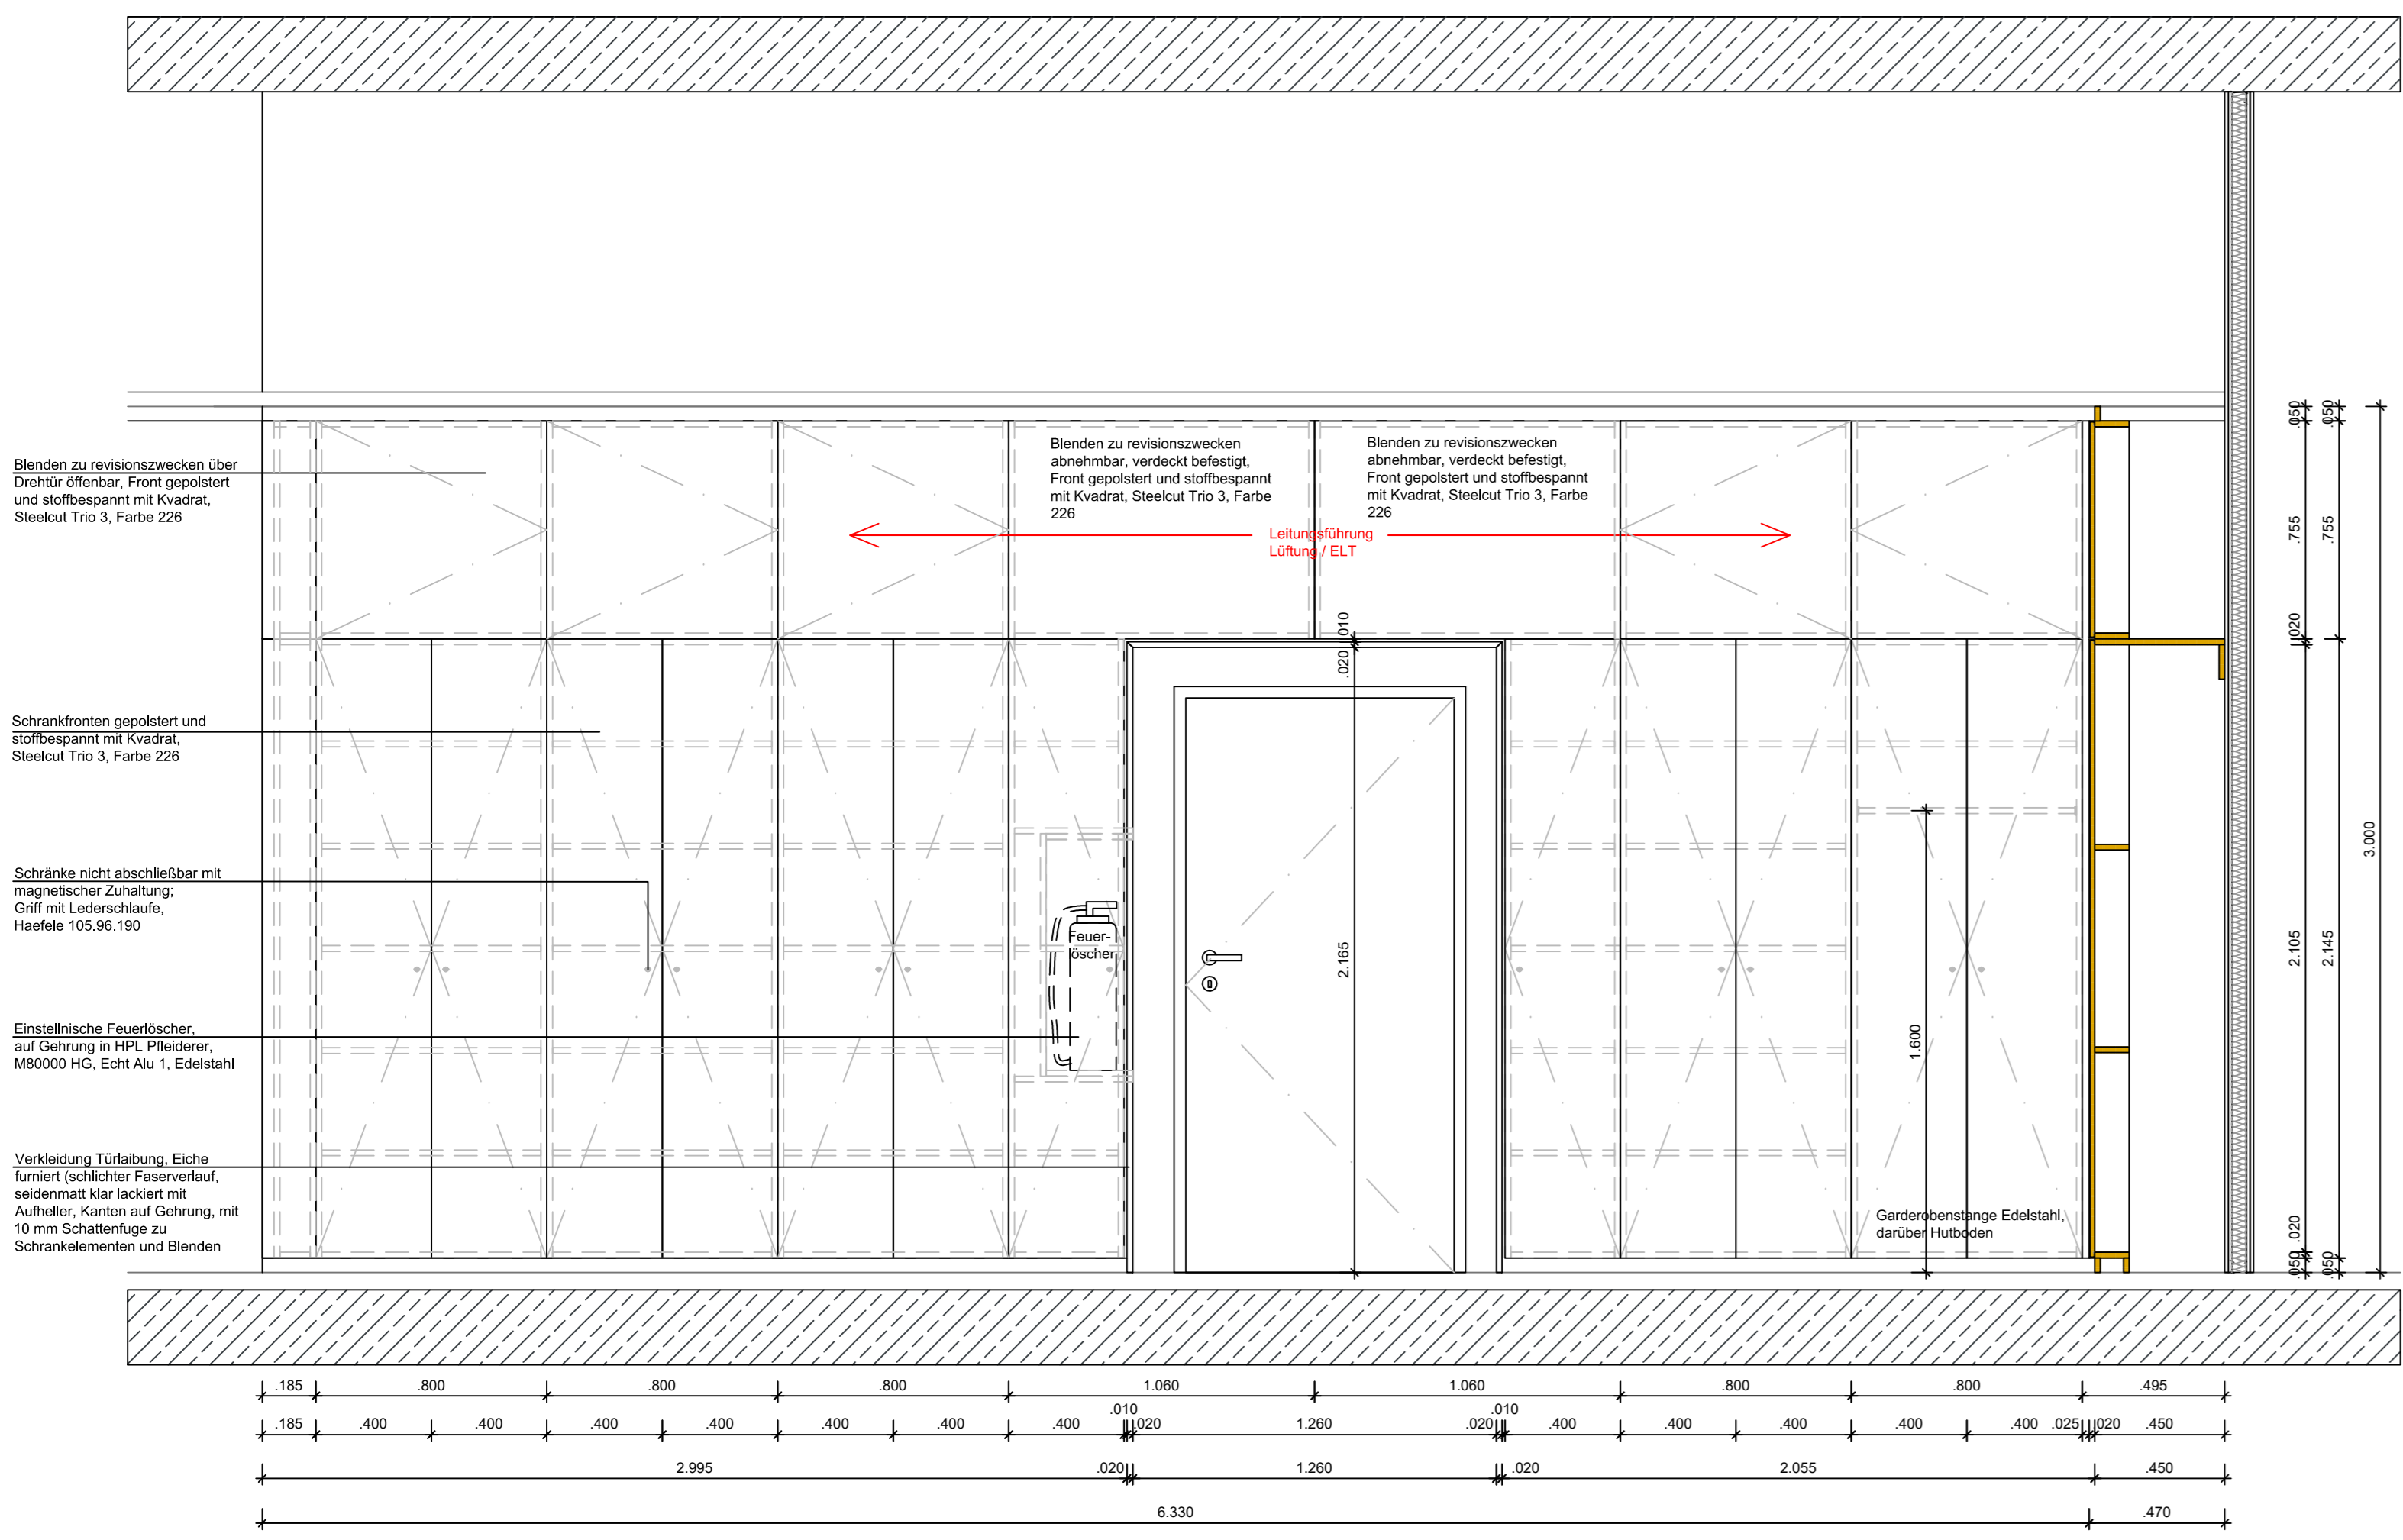 Blenden zu revisionszwecken über
Drehtür öffenbar, Front gepolstert
und stoffbespannt mit Kvadrat,
Steelcut Trio 3, Farbe 226
Blenden zu revisionszwecken
abnehmbar, verdeckt befestigt,
Front gepolstert und stoffbespannt
mit Kvadrat, Steelcut Trio 3, Farbe
226
Blenden zu revisionszwecken
abnehmbar, verdeckt befestigt,
Front gepolstert und stoffbespannt
mit Kvadrat, Steelcut Trio 3, Farbe
226
Leitungsführung
Lüftung / ELT
Schrankfronten gepolstert und
stoffbespannt mit Kvadrat,
Steelcut Trio 3, Farbe 226
Schränke nicht abschließbar mit
magnetischer Zuhaltung;
Griff mit Lederschlaufe,
Haefele 105.96.190
Feuer-
löscher
Einstellnische Feuerlöscher,
auf Gehrung in HPL Pfleiderer,
M80000 HG, Echt Alu 1, Edelstahl
Verkleidung Türlaibung, Eiche
furniert (schlichter Faserverlauf,
seidenmatt klar lackiert mit
Aufheller, Kanten auf Gehrung, mit
10 mm Schattenfuge zu
Schrankelementen und Blenden
Garderobenstange Edelstahl,
darüber Hutboden
.010
.020
2.165
1.600
.050
.755
.020
2.105
.020
.050
.050
.755
2.145
.050
3.000
.185 .800 .800 .800 1.060 1.060 .800 .800 .495
.185 .400 .400 .400 .400 .400 .400 .400 .010 .020 1.260 .020 .010 .400 .400 .400 .400 .400 .025 .020 .450
2.995 .020 1.260 .020 2.055 .450
6.330 .470